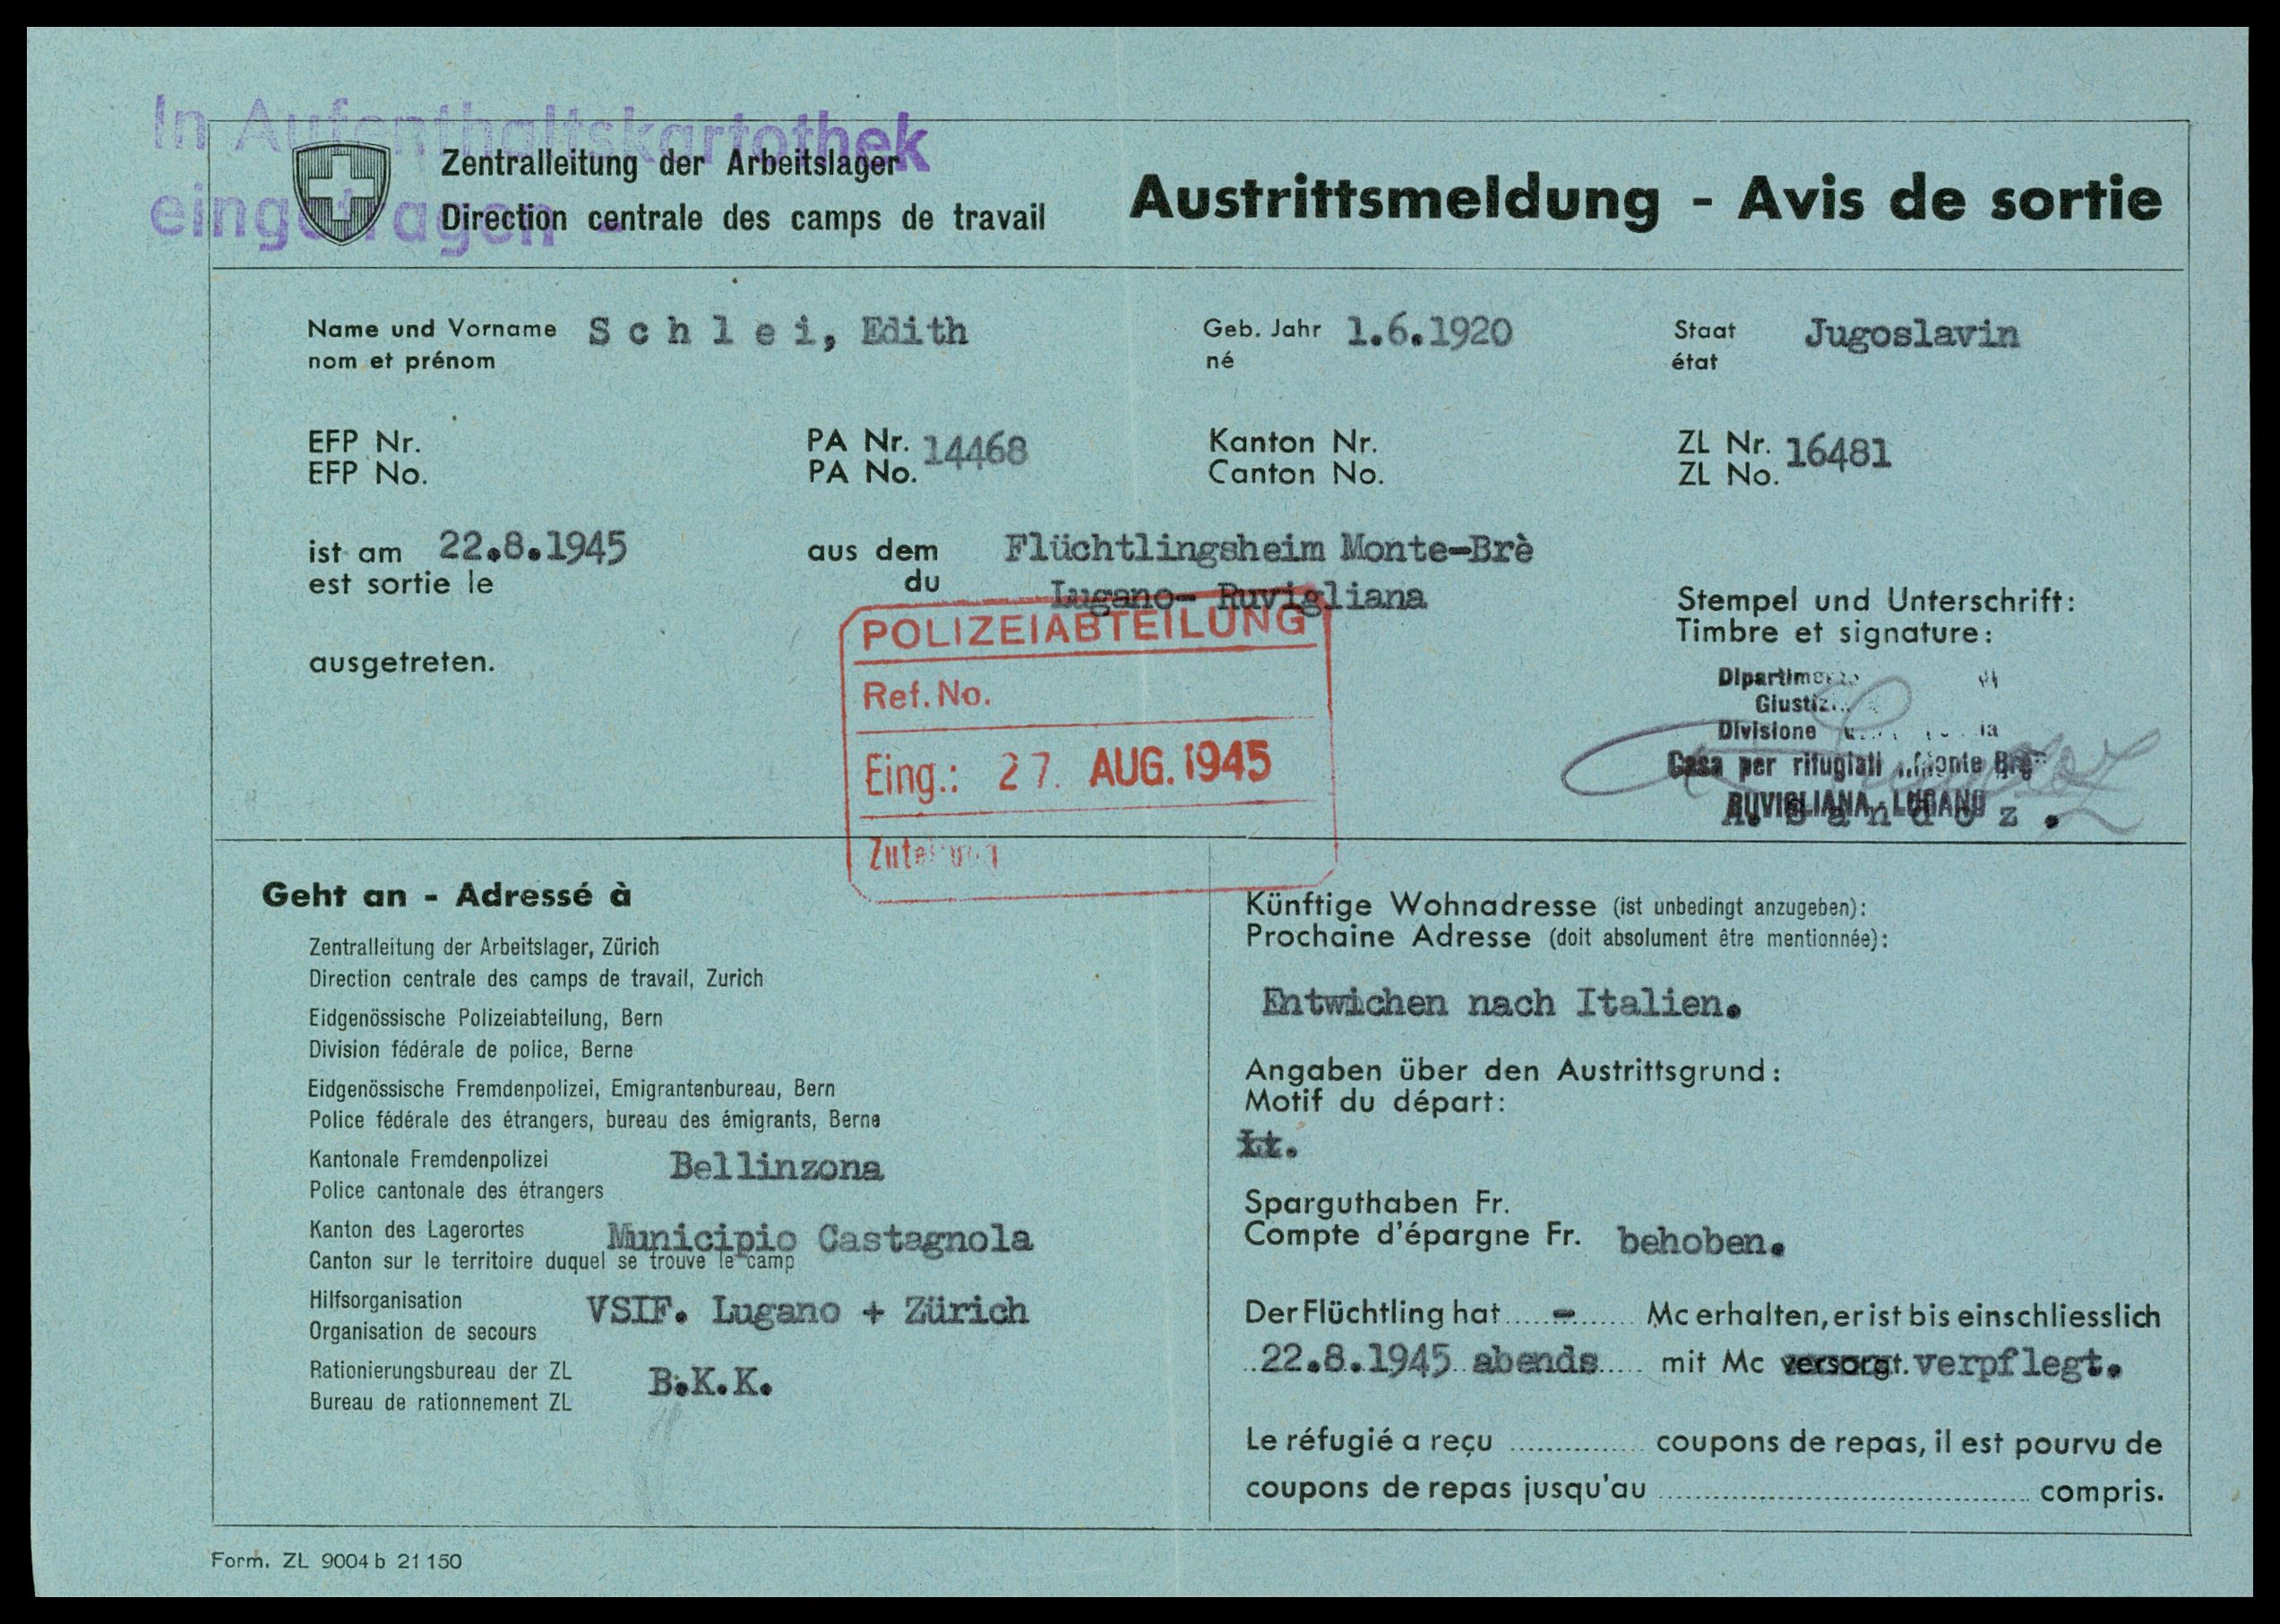 In Aufenthaltskartothek
eingetragen -
Zentralleitung der Arbeitslager
Direction centrale des camps de travail
Austrittsmeldung - Avis de sortie
Name und Vorname S c h l e i, Edith
nom et prénom
Geb. Jahr 1.6.1920
né
Staat Jugoslavin
état
EFP Nr.
EFP No.
PA Nr. 14468
PA No.
Kanton Nr.
Canton No.
ZL Nr. 16481
ZL No.
ist am 22.8.1945
est sortie le
aus dem Flüchtlingsheim Monte-Brè
du Lugano- Ruvigliana
ausgetreten.
Stempel und Unterschrift:
Timbre et signature:
POLIZEIABTEILUNG
Ref. No.
Eing.: 27. AUG. 1945
Zuteilung
Divisione
Casa per rifugiati Monte Brè
RUVIGLIANA - LUGANO
Geht an - Adressé à
Zentralleitung der Arbeitslager, Zürich
Direction centrale des camps de travail, Zurich
Eidgenössische Polizeiabteilung, Bern
Division fédérale de police, Berne
Eidgenössische Fremdenpolizei, Emigrantenbureau, Bern
Police fédérale des étrangers, bureau des émigrants, Berne
Kantonale Fremdenpolizei Bellinzona
Police cantonale des étrangers
Kanton des Lagerortes Municipio Castagnola
Canton sur le territoire duquel se trouve le camp
Hilfsorganisation VSIF. Lugano + Zürich
Organisation de secours
Rationierungsbureau der ZL B.K.K.
Bureau de rationnement ZL
Künftige Wohnadresse (ist unbedingt anzugeben):
Prochaine Adresse (doit absolument être mentionnée):
Entwichen nach Italien.
Angaben über den Austrittsgrund:
Motif du départ:
Sparguthaben Fr.
Compte d'épargne Fr. behoben.
Der Flüchtling hat ..... - ..... Mc erhalten, er ist bis einschliesslich
22.8.1945 abends ..... mit Mc versorgt. verpflegt.
Le réfugié a reçu .............. coupons de repas, il est pourvu de
coupons de repas jusqu'au ....................................... compris.
Form. ZL 9004 b 21 150